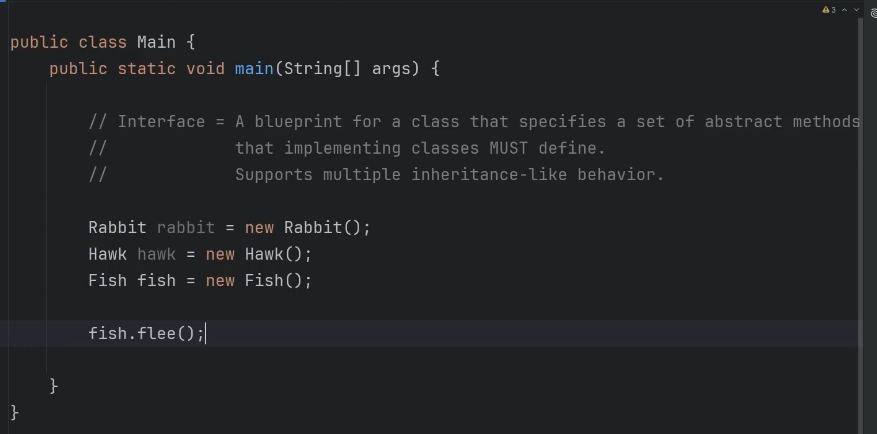 3
public class Main {
    public static void main(String[] args) {
        // Interface = A blueprint for a class that specifies a set of abstract methods
        //             that implementing classes MUST define.
        //             Supports multiple inheritance-like behavior.
        Rabbit rabbit = new Rabbit();
        Hawk hawk = new Hawk();
        Fish fish = new Fish();
        fish.flee();
    }
}